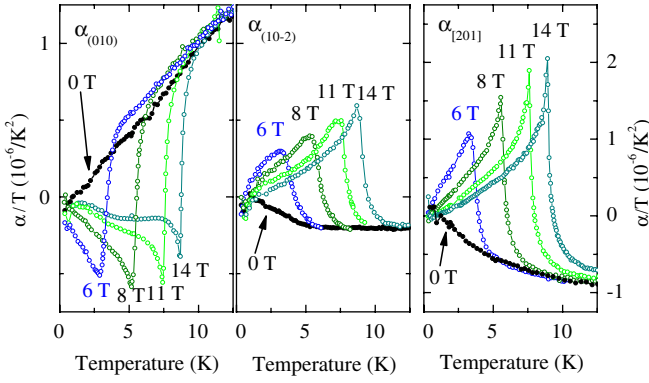 α(010)
α(10-2)
α[201]
1
0
0 T
6 T
8 T
11 T
14 T
6 T
8 T
11 T
14 T
0 T
6 T
8 T
11 T
14 T
0 T
2
1
0
-1
α/T (10⁻⁶/K²)
α/T (10⁻⁶/K²)
0 5 10
0 5 10
0 5 10
Temperature (K)
Temperature (K)
Temperature (K)